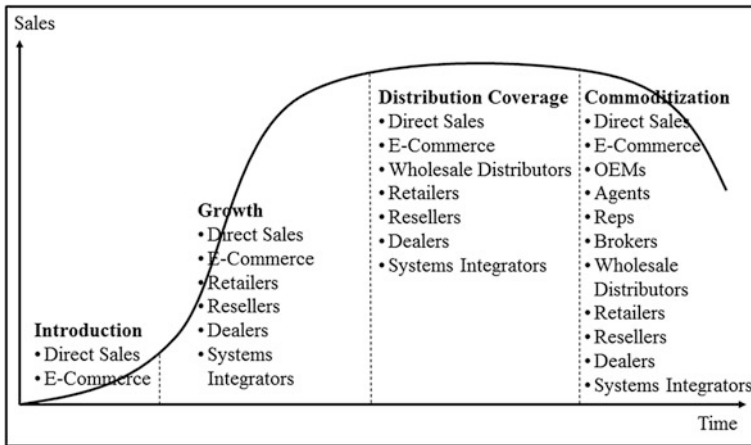 Sales
Introduction
• Direct Sales
• E-Commerce
Growth
• Direct Sales
• E-Commerce
• Retailers
• Resellers
• Dealers
• Systems
Integrators
Distribution Coverage
• Direct Sales
• E-Commerce
• Wholesale Distributors
• Retailers
• Resellers
• Dealers
• Systems Integrators
Commoditization
• Direct Sales
• E-Commerce
• OEMs
• Agents
• Reps
• Brokers
• Wholesale
Distributors
• Retailers
• Resellers
• Dealers
• Systems Integrators
Time